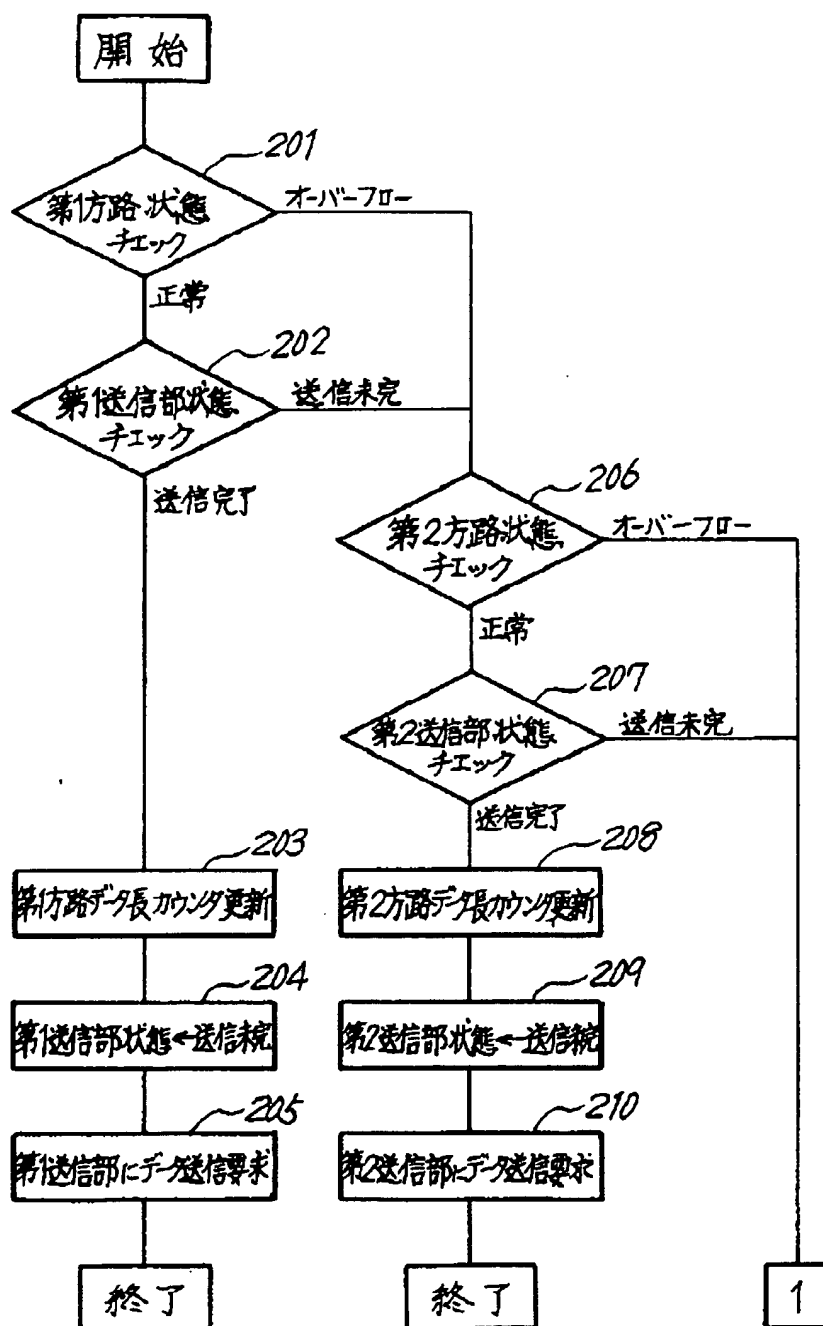 開始
201
第1方路状態
チェック
オーバーフロー
正常
202
第1送信部状態
チェック
送信未完
送信完了
206
第2方路状態
チェック
オーバーフロー
正常
207
第2送信部状態
チェック
送信未完
送信完了
203
第1方路データ長カウンタ更新
208
第2方路データ長カウンタ更新
204
第1送信部状態←送信未完
209
第2送信部状態←送信未完
205
第1送信部にデータ送信要求
210
第2送信部にデータ送信要求
終了
終了
1